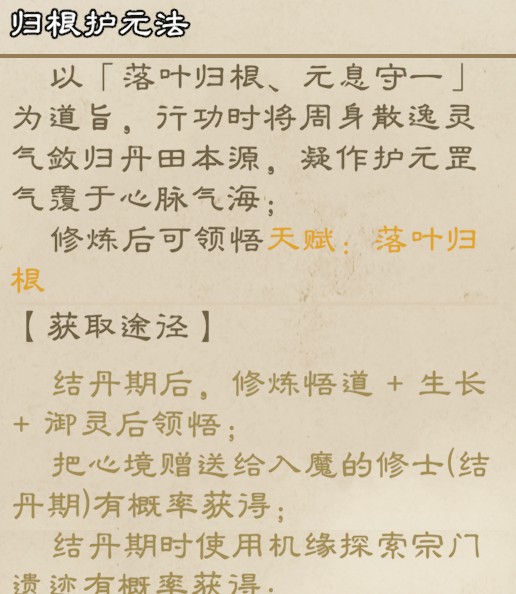 归根护元法
以「落叶归根、元息守一」
为道旨，行功时将周身散逸灵
气敛归丹田本源，凝作护元罡
气覆于心脉气海；
修炼后可领悟天赋：落叶归
根
【获取途径】
结丹期后，修炼悟道 + 生长
+ 御灵后领悟；
把心境赠送给入魔的修士(结
丹期)有概率获得；
结丹期时使用机缘探索宗门
遗迹有概率获得；